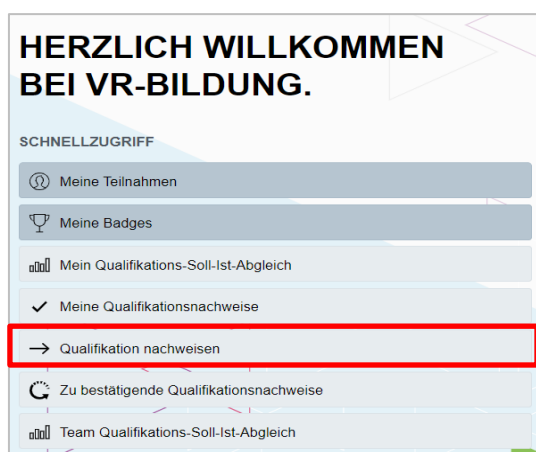 HERZLICH WILLKOMMEN
BEI VR-BILDUNG.
SCHNELLZUGRIFF
Meine Teilnahmen
Meine Badges
Mein Qualifikations-Soll-Ist-Abgleich
Meine Qualifikationsnachweise
Qualifikation nachweisen
Zu bestätigende Qualifikationsnachweise
Team Qualifikations-Soll-Ist-Abgleich